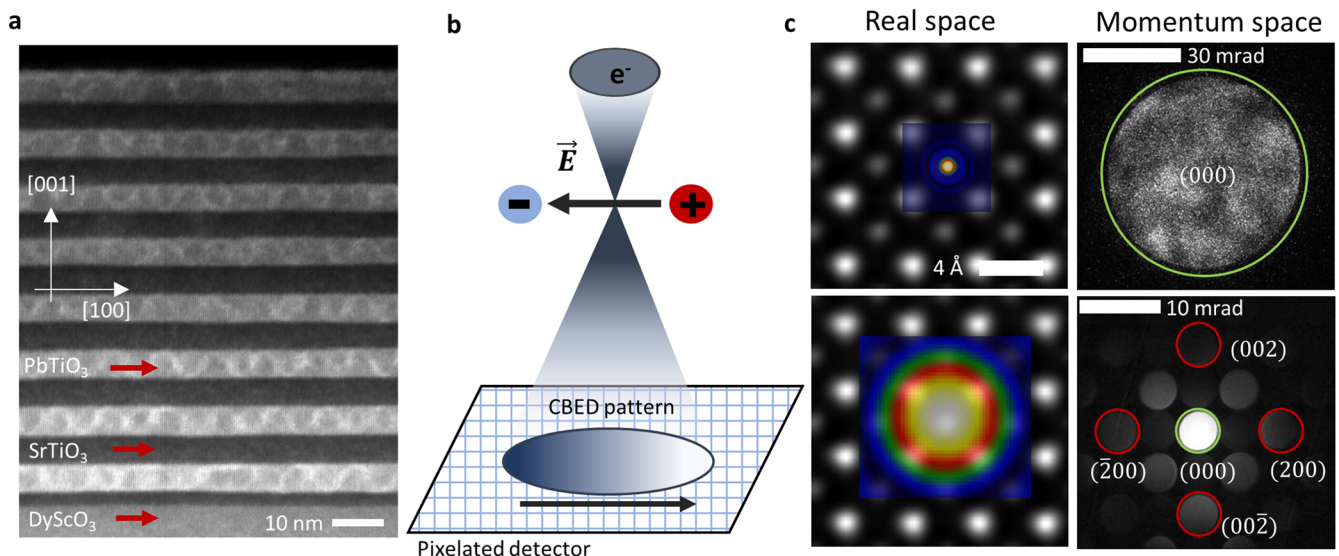 a
[001]
[100]
PbTiO₃
SrTiO₃
DyScO₃
10 nm
b
e⁻
E⃗
−
+
CBED pattern
Pixelated detector
c
Real space
Momentum space
4 Å
30 mrad
(000)
10 mrad
(002)
(2̅00)
(000)
(200)
(002̅)